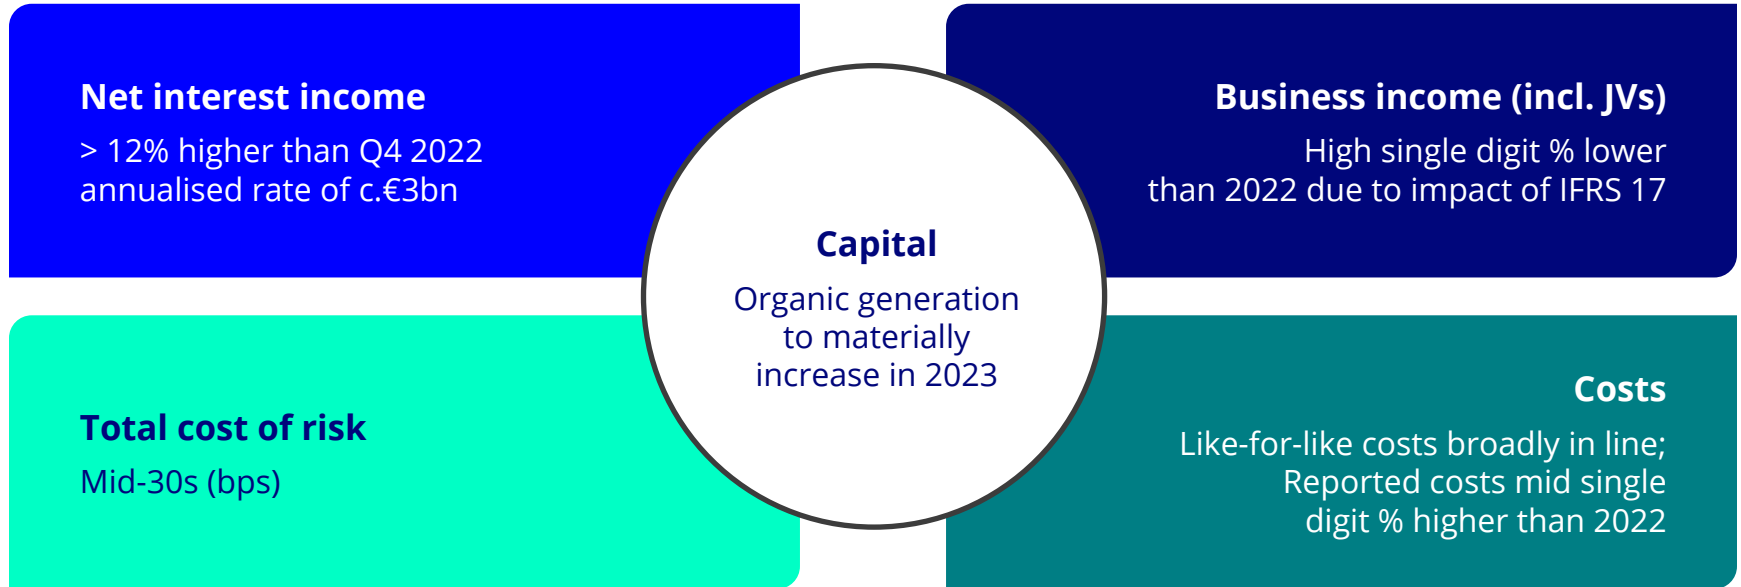 Net interest income
> 12% higher than Q4 2022
annualised rate of c.€3bn
Business income (incl. JVs)
High single digit % lower
than 2022 due to impact of IFRS 17
Capital
Organic generation
to materially
increase in 2023
Total cost of risk
Mid-30s (bps)
Costs
Like-for-like costs broadly in line;
Reported costs mid single
digit % higher than 2022